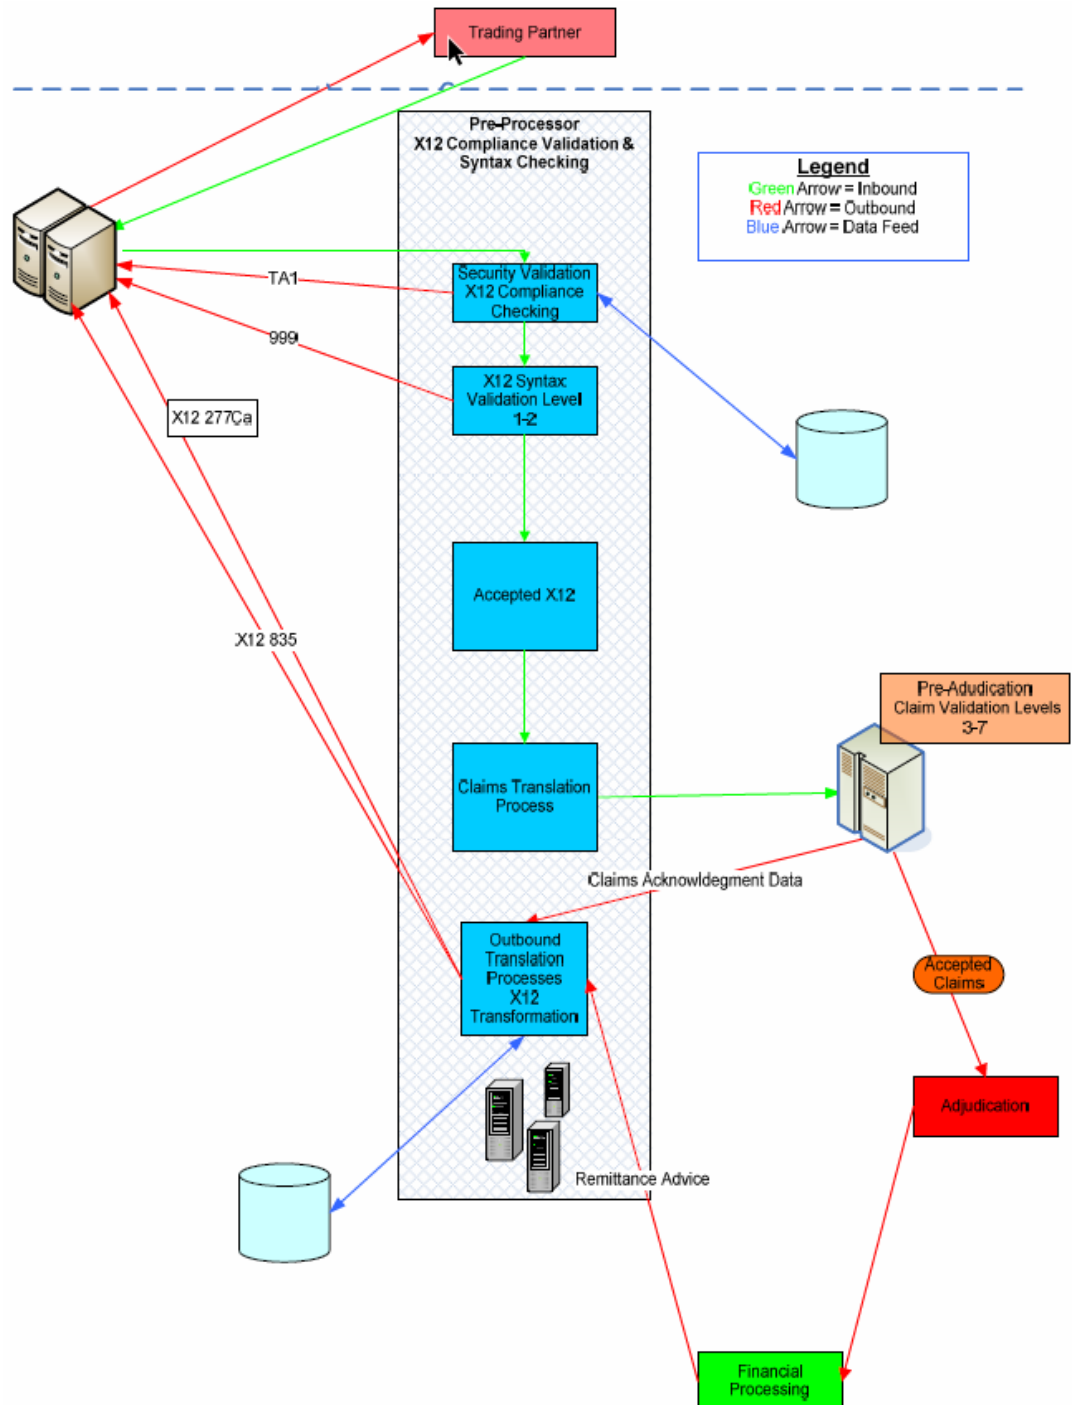 Trading Partner
Pre-Processor
X12 Compliance Validation &
Syntax Checking
Legend
Green Arrow = Inbound
Red Arrow = Outbound
Blue Arrow = Data Feed
Security Validation
X12 Compliance
Checking
TA1
999
X12 Syntax
Validation Level
1-2
X12 277Ca
Accepted X12
X12 835
Pre-Adudication
Claim Validation Levels
3-7
Claims Translation
Process
Claims Acknowldegment Data
Outbound
Translation
Processes
X12
Transformation
Accepted
Claims
Adjudication
Remittance Advice
Financial
Processing